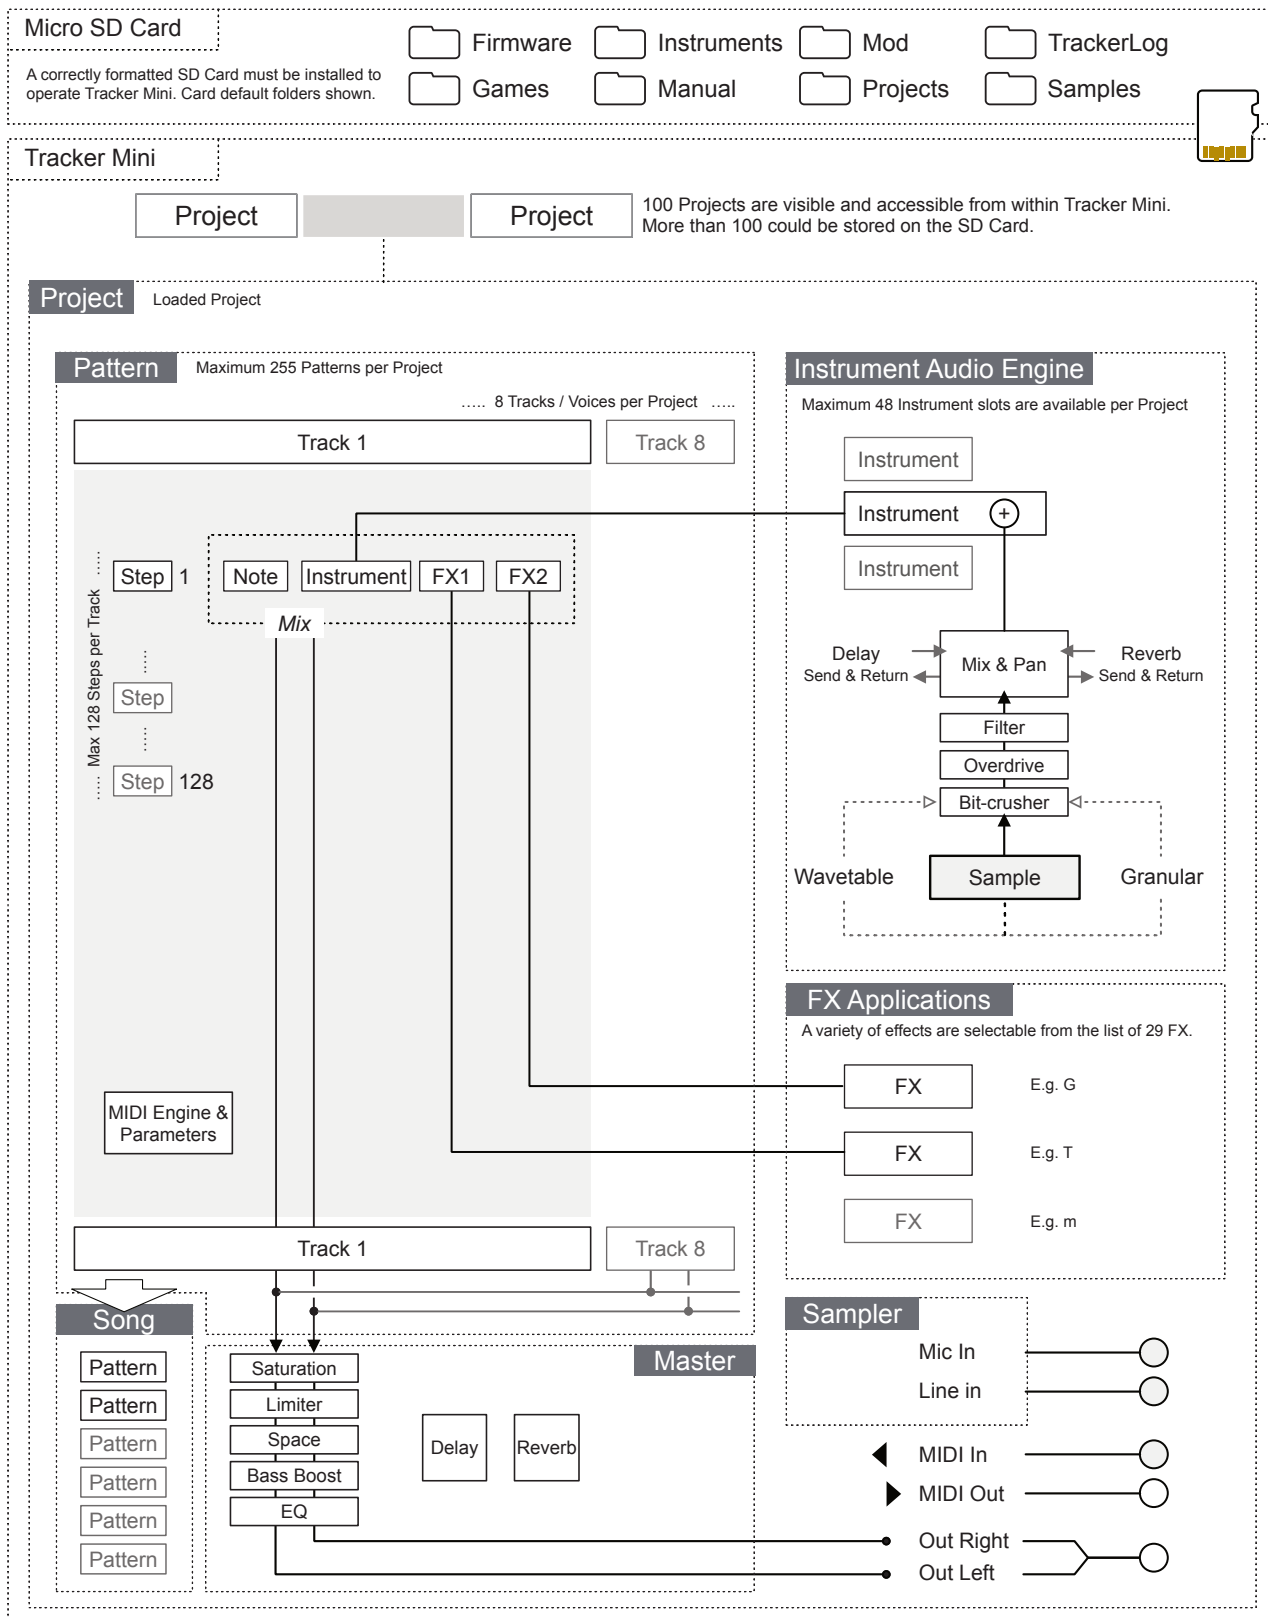 Micro SD Card
A correctly formatted SD Card must be installed to
operate Tracker Mini. Card default folders shown.
Firmware
Instruments
Mod
TrackerLog
Games
Manual
Projects
Samples
Tracker Mini
Project
Project
100 Projects are visible and accessible from within Tracker Mini.
More than 100 could be stored on the SD Card.
Project
Loaded Project
Pattern
Maximum 255 Patterns per Project
..... 8 Tracks / Voices per Project .....
Track 1
Track 8
..... Max 128 Steps per Track .....
Step 1
Note
Instrument
FX1
FX2
Mix
.....
Step
.....
Step 128
MIDI Engine &
Parameters
Track 1
Track 8
Instrument Audio Engine
Maximum 48 Instrument slots are available per Project
Instrument
Instrument +
Instrument
Delay
Send & Return
Mix & Pan
Reverb
Send & Return
Filter
Overdrive
Bit-crusher
Wavetable
Sample
Granular
FX Applications
A variety of effects are selectable from the list of 29 FX.
FX
E.g. G
FX
E.g. T
FX
E.g. m
Song
Pattern
Pattern
Pattern
Pattern
Pattern
Pattern
Master
Saturation
Limiter
Space
Bass Boost
EQ
Delay
Reverb
Sampler
Mic In
Line in
MIDI In
MIDI Out
Out Right
Out Left